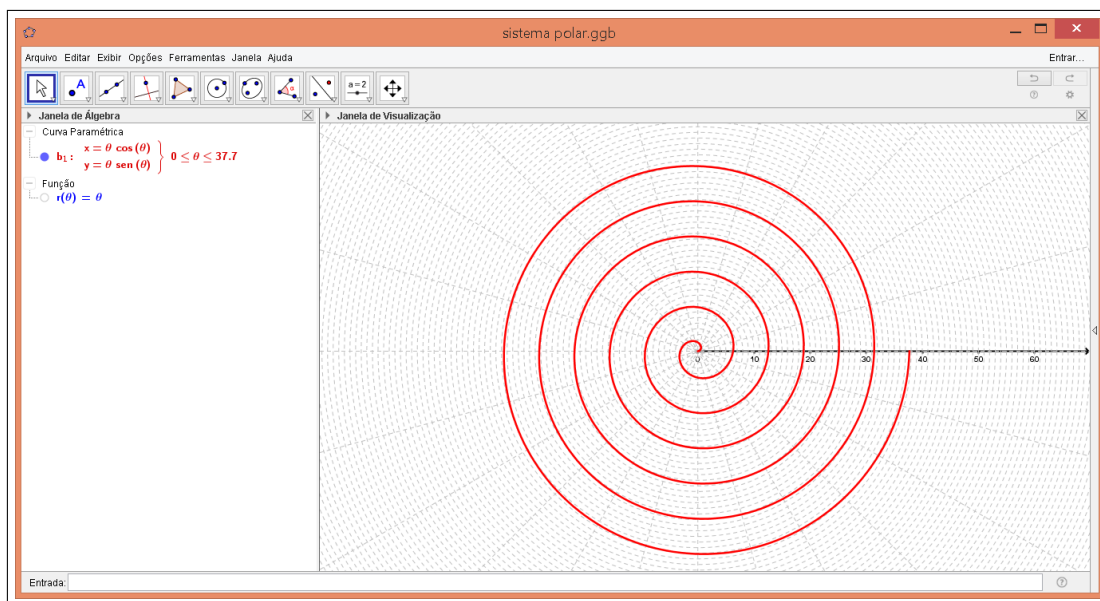 sistema polar.ggb
Arquivo Editar Exibir Opções Ferramentas Janela Ajuda
Entrar...
A
α
a=2
Janela de Álgebra
Janela de Visualização
Curva Paramétrica
b₁: x = θ cos (θ)
y = θ sen (θ) } 0 ≤ θ ≤ 37.7
Função
r(θ) = θ
0 10 20 30 40 50 60
Entrada: